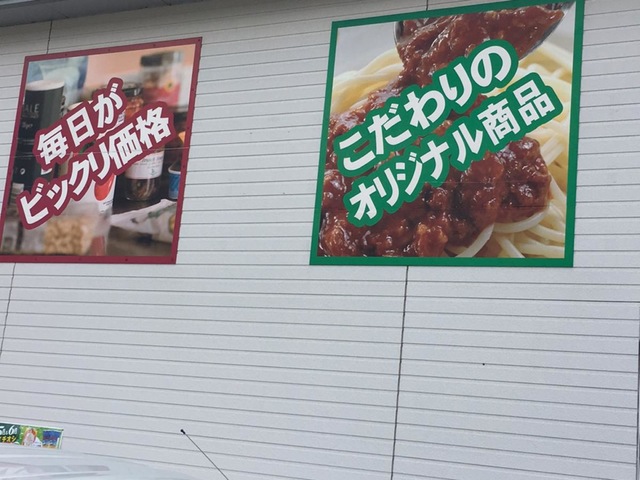 毎日が
ビックリ価格
こだわりの
オリジナル商品